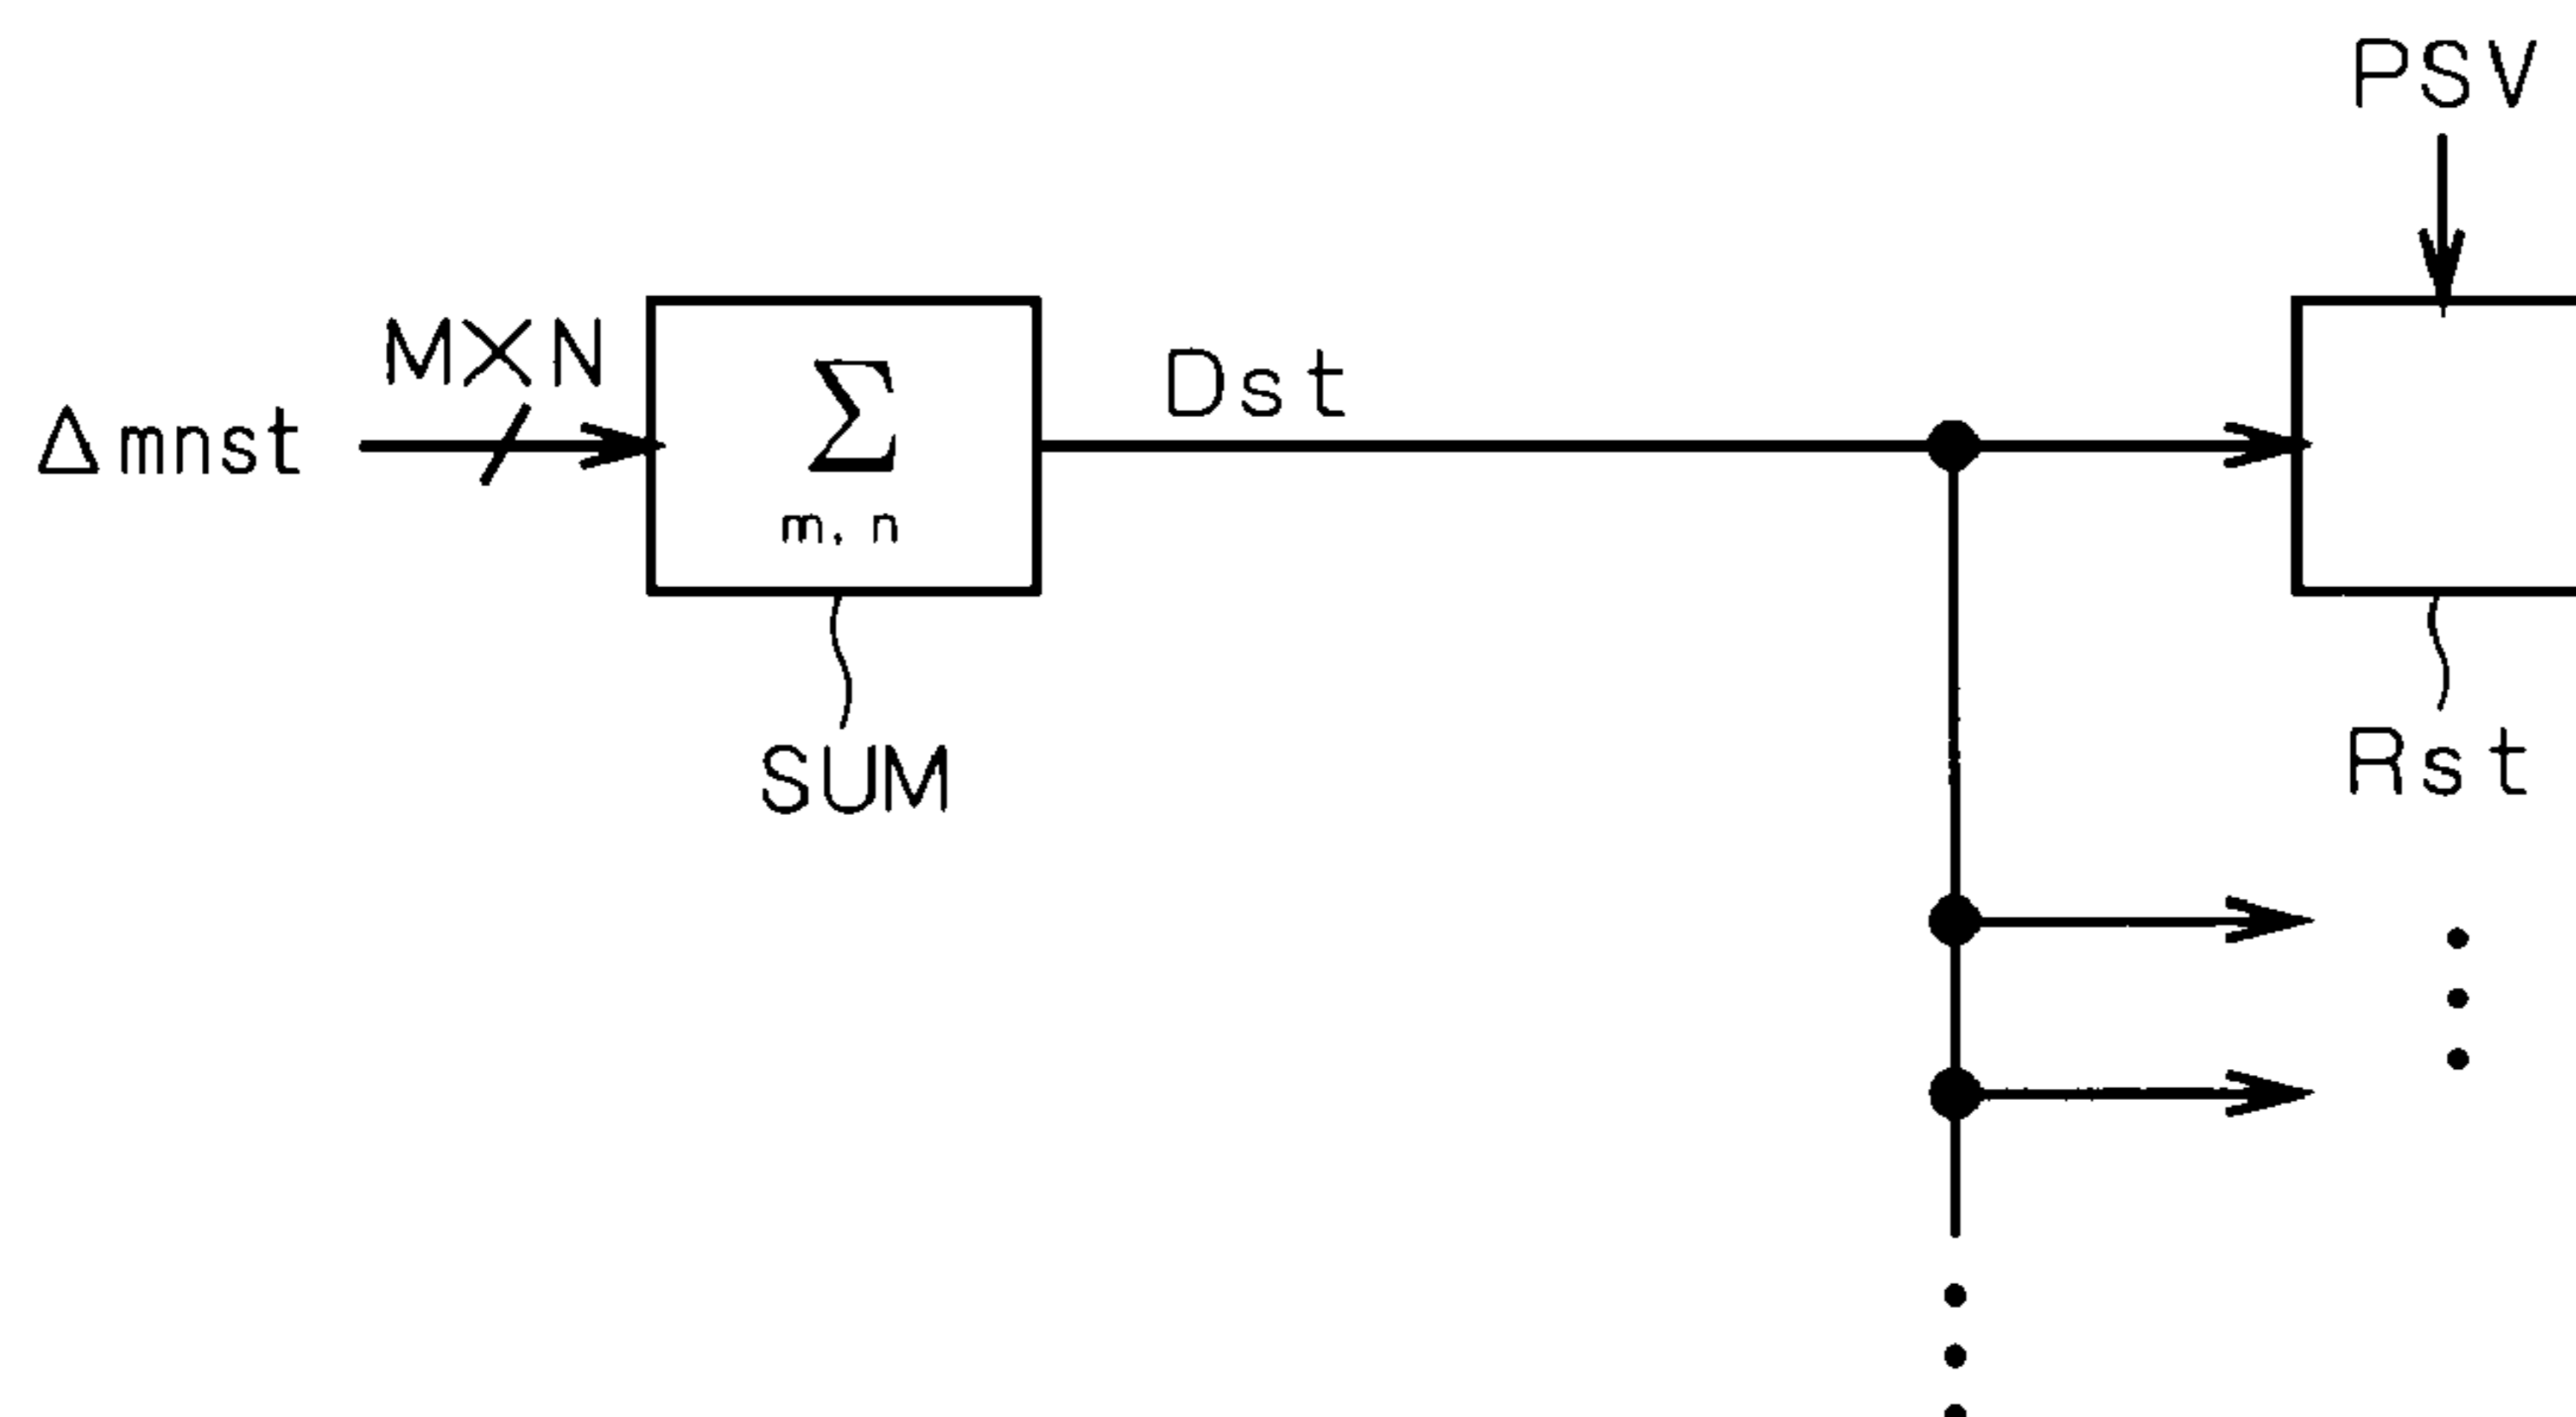 PSV
M×N
Δmnst
Σ
m, n
Dst
SUM
Rst